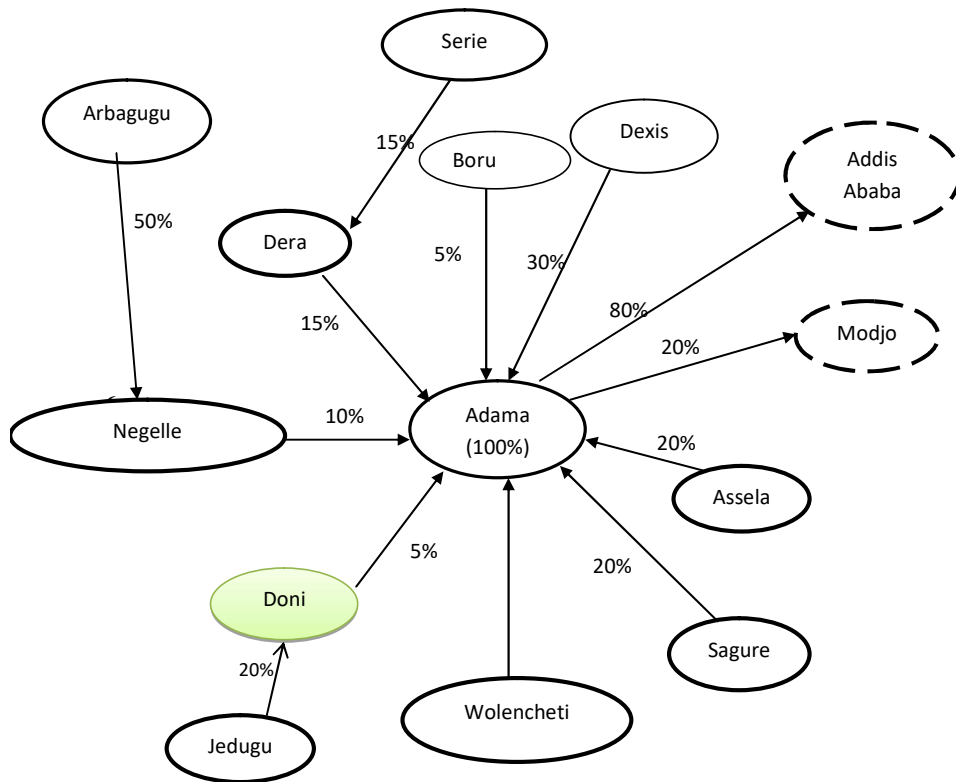 Serie
Arbagugu
Dexis
15%
Boru
Addis
Ababa
50%
Dera
5%
30%
15%
80%
Modjo
20%
Negelle
10%
Adama
(100%)
20%
Assela
5%
20%
Doni
Sagure
20%
Wolencheti
Jedugu